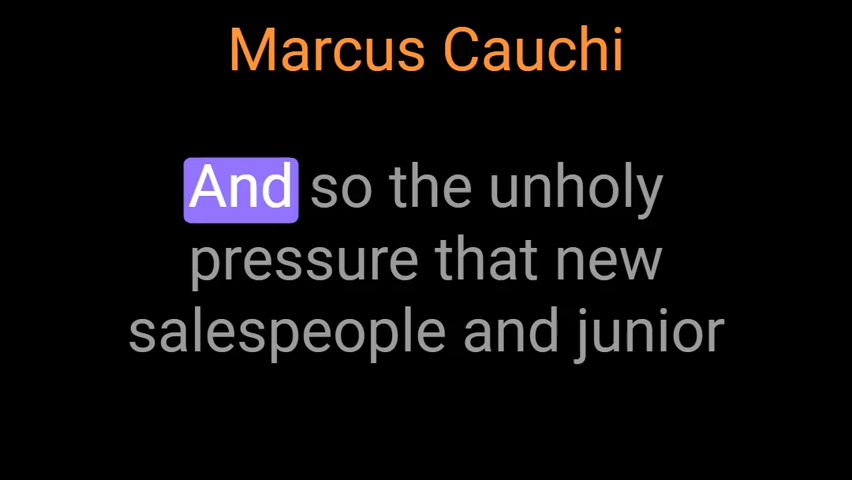 Marcus Cauchi
And so the unholy
pressure that new
salespeople and junior